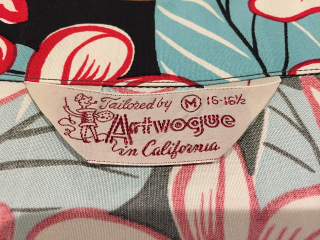 Tailored by M 15-15½
Artvogue
in California